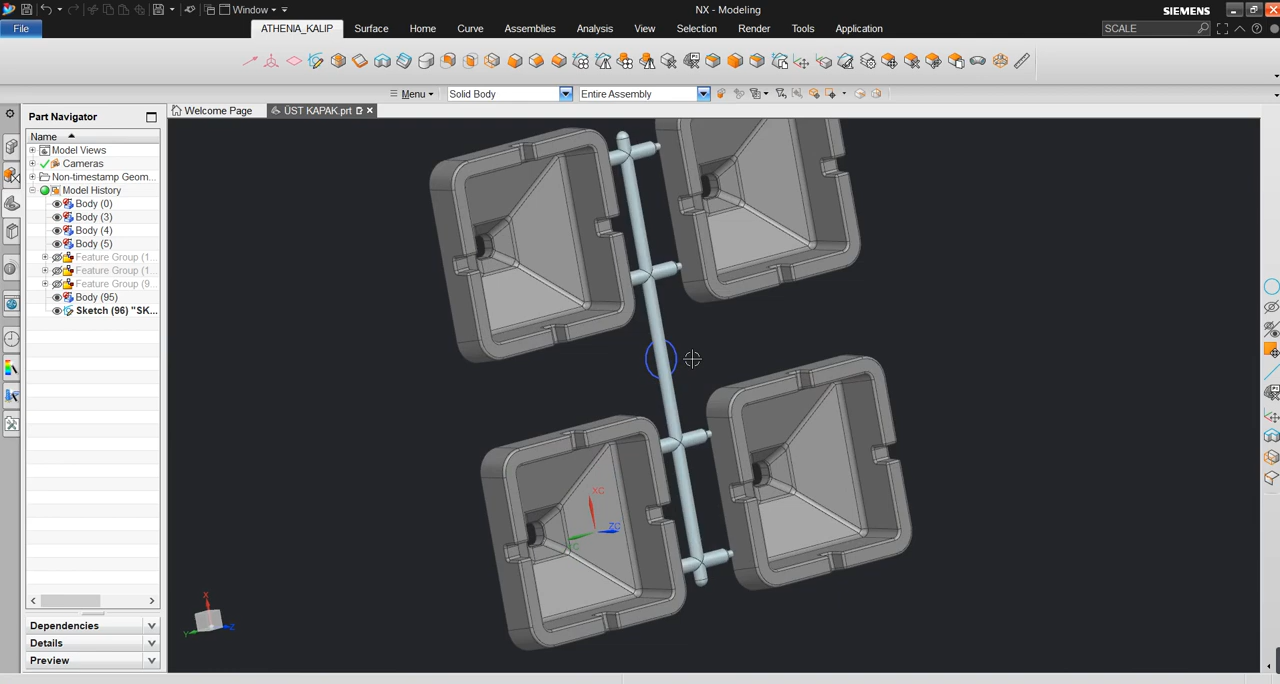 Window
NX - Modeling
SIEMENS
File
ATHENIA_KALIP
Surface
Home
Curve
Assemblies
Analysis
View
Selection
Render
Tools
Application
SCALE
Menu
Solid Body
Entire Assembly
Part Navigator
Welcome Page
ÜST KAPAK.prt
Name
Model Views
Cameras
Non-timestamp Geom...
Model History
Body (0)
Body (3)
Body (4)
Body (5)
Feature Group (1...
Feature Group (1...
Feature Group (9...
Body (95)
Sketch (96) "SK...
XC
ZC
X
Y
Z
Dependencies
Details
Preview